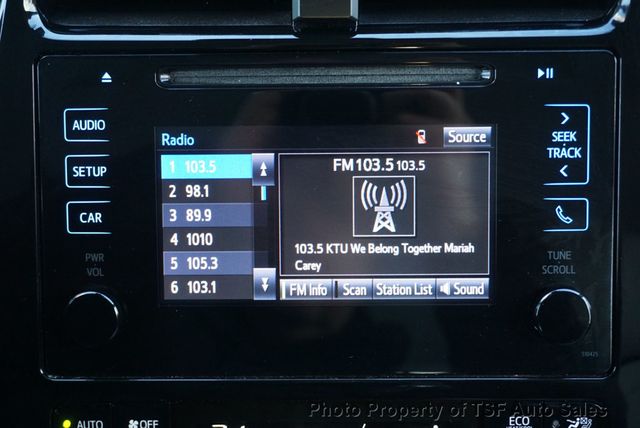 AUDIO
SETUP
CAR
PWR
VOL
Radio
Source
1 103.5
2 98.1
3 89.9
4 1010
5 105.3
6 103.1
FM103.5 103.5
103.5 KTU We Belong Together Mariah
Carey
FM Info
Scan
Station List
Sound
SEEK
TRACK
TUNE
SCROLL
510425
AUTO
OFF
ECO
Photo Property of TSF Auto Sales